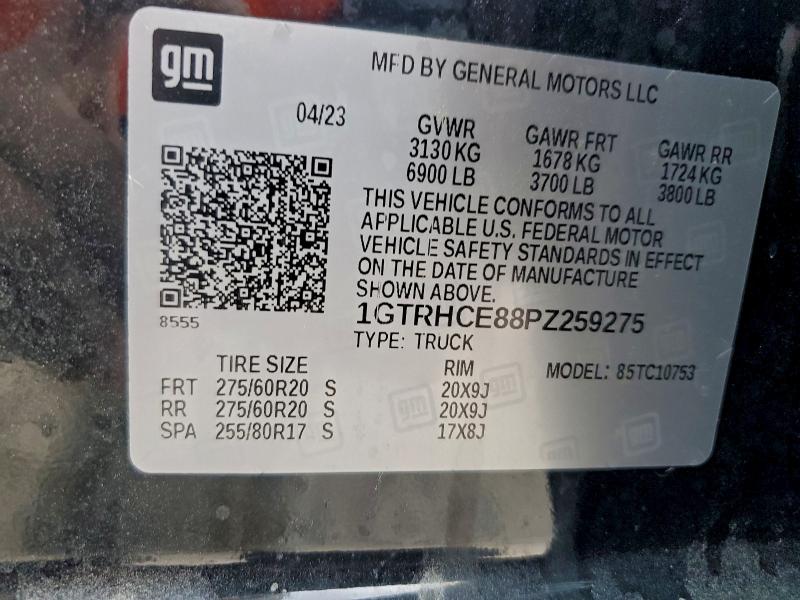 gm
MFD BY GENERAL MOTORS LLC
04/23
GVWR GAWR FRT GAWR RR
3130 KG 1678 KG 1724 KG
6900 LB 3700 LB 3800 LB
THIS VEHICLE CONFORMS TO ALL
APPLICABLE U.S. FEDERAL MOTOR
VEHICLE SAFETY STANDARDS IN EFFECT
ON THE DATE OF MANUFACTURE
SHOWN ABOVE.
8555
1GTRHCE88PZ259275
TYPE: TRUCK
TIRE SIZE RIM MODEL: 85TC10753
FRT 275/60R20 S 20X9J
RR 275/60R20 S 20X9J
SPA 255/80R17 S 17X8J